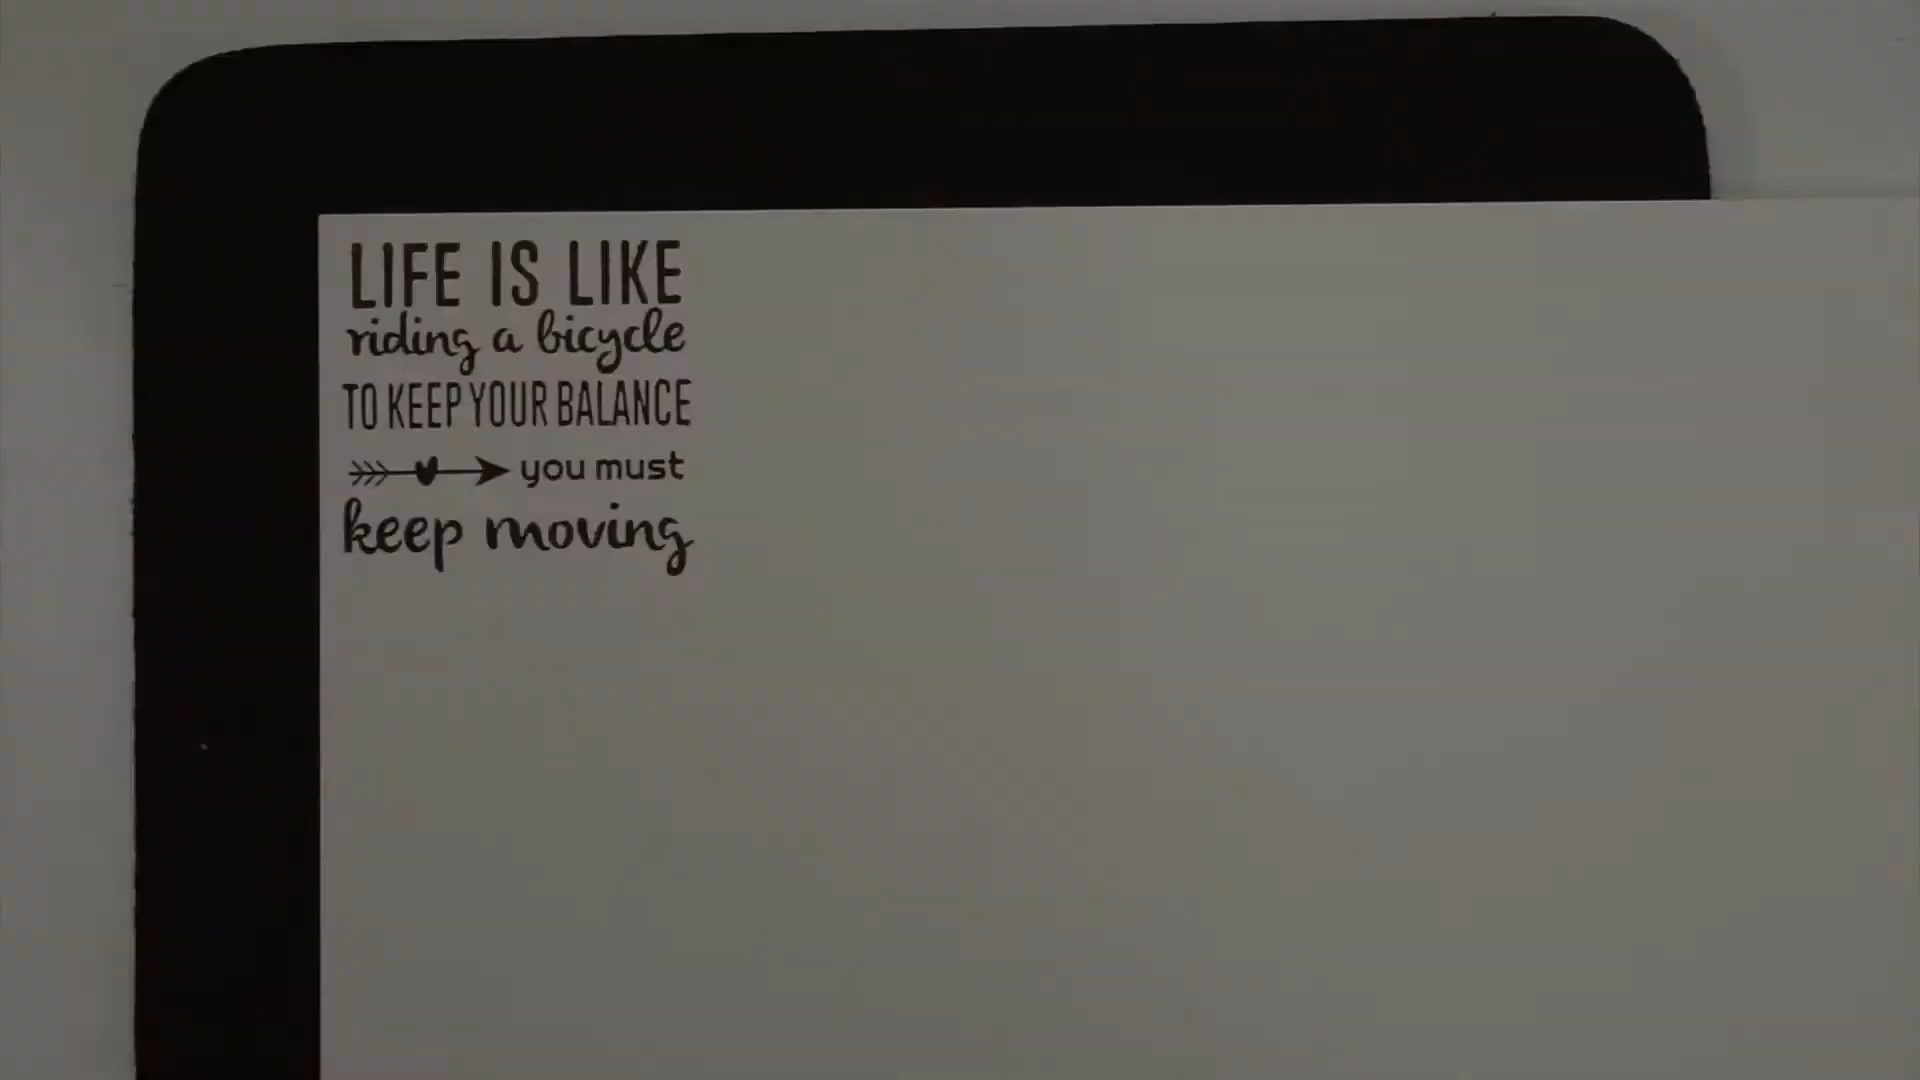 LIFE IS LIKE
riding a bicycle
TO KEEP YOUR BALANCE
you must
keep moving